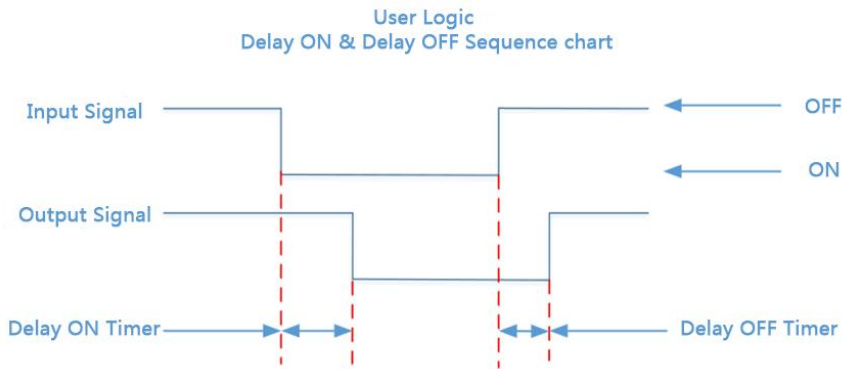 User Logic
Delay ON & Delay OFF Sequence chart
Input Signal
OFF
ON
Output Signal
Delay ON Timer
Delay OFF Timer